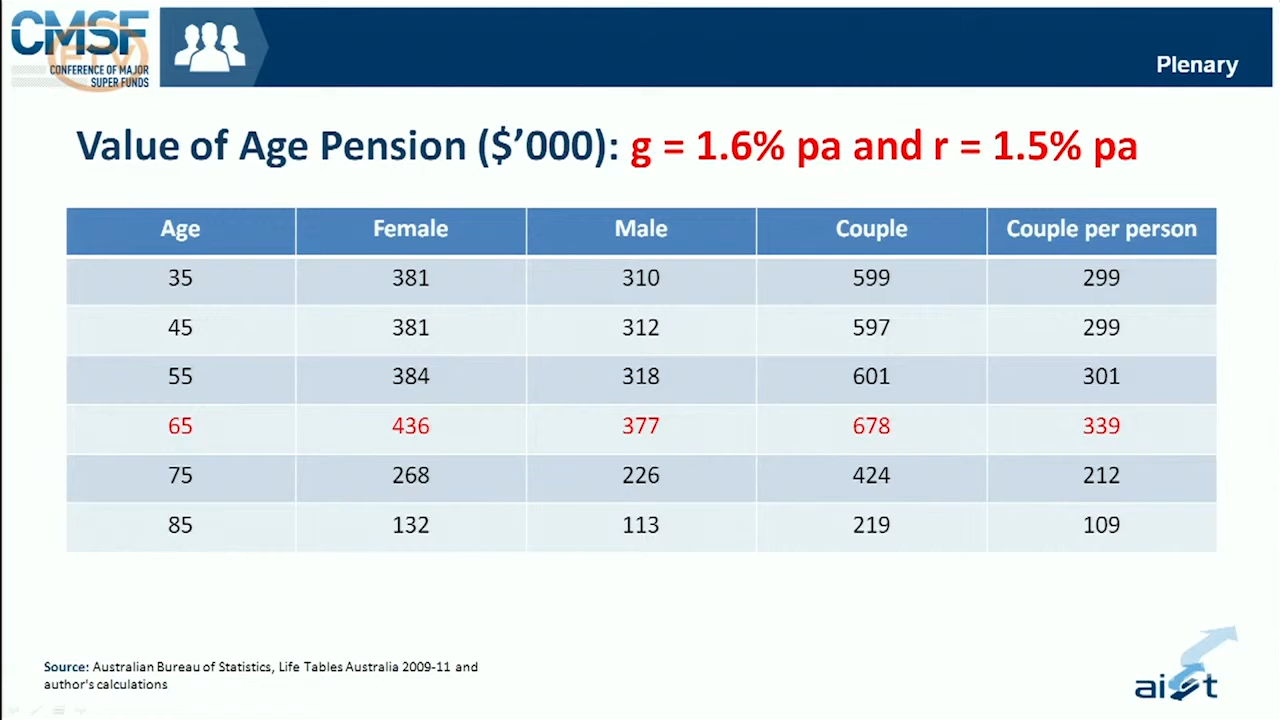 CMSF
CONFERENCE OF MAJOR
SUPER FUNDS
Plenary
Value of Age Pension ($’000): g = 1.6% pa and r = 1.5% pa
Age Female Male Couple Couple per person
35 381 310 599 299
45 381 312 597 299
55 384 318 601 301
65 436 377 678 339
75 268 226 424 212
85 132 113 219 109
Source: Australian Bureau of Statistics, Life Tables Australia 2009-11 and
author's calculations
aist